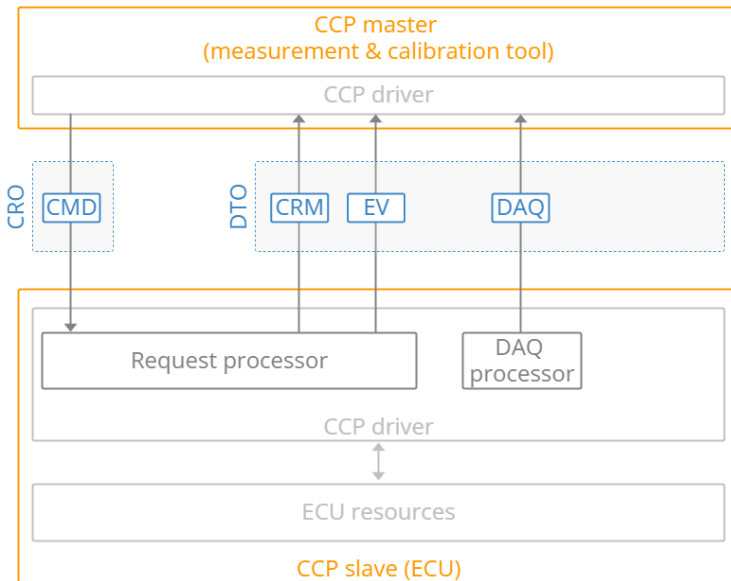 CCP master
(measurement & calibration tool)
CCP driver
CRO
CMD
DTO
CRM
EV
DAQ
Request processor
DAQ
processor
CCP driver
ECU resources
CCP slave (ECU)